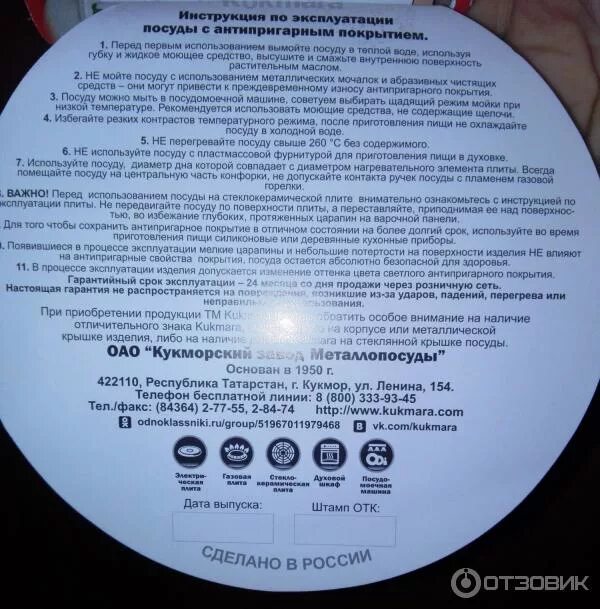 Kukmara
Инструкция по эксплуатации
посуды с антипригарным покрытием.
1. Перед первым использованием вымойте посуду в теплой воде, используя
губку и жидкое моющее средство, высушите и смажьте внутреннюю поверхность
растительным маслом.
2. НЕ мойте посуду с использованием металлических мочалок и абразивных чистящих
средств – они могут привести к преждевременному износу антипригарного покрытия.
3. Посуду можно мыть в посудомоечной машине, советуем выбирать щадящий режим мойки при
низкой температуре. Рекомендуется использовать моющие средства, не содержащие щелочи.
4. Избегайте резких контрастов температурного режима, после приготовления пищи не охлаждайте
посуду в холодной воде.
5. НЕ перегревайте посуду свыше 260 °С без содержимого.
6. НЕ используйте посуду с пластмассовой фурнитурой для приготовления пищи в духовке.
7. Используйте посуду, диаметр дна которой совпадает с диаметром нагревательного элемента плиты. Всегда
помещайте посуду на центральную часть конфорки, не допускайте контакта ручек посуды с пламенем газовой
горелки.
. ВАЖНО! Перед использованием посуды на стеклокерамической плите внимательно ознакомьтесь с инструкцией по
эксплуатации плиты. Не передвигайте посуду по поверхности плиты, а переставляйте, приподнимая ее над поверхнос-
тью, во избежание глубоких, протяженных царапин на варочной панели.
Для того чтобы сохранить антипригарное покрытие в отличном состоянии на более долгий срок, используйте во время
приготовления пищи силиконовые или деревянные кухонные приборы.
. Появившиеся в процессе эксплуатации мелкие царапины и небольшие потертости на поверхности изделия НЕ влияют
на антипригарные свойства покрытия, посуда остается абсолютно безопасной для здоровья.
11. В процессе эксплуатации изделия допускается изменение оттенка цвета светлого антипригарного покрытия.
Гарантийный срок эксплуатации – 24 месяца со дня продажи через розничную сеть.
Настоящая гарантия не распространяется на повреждения, возникшие из-за ударов, падений, перегрева или
неправильного использования.
При приобретении продукции ТМ Kukmara обратить особое внимание на наличие
отличительного знака Kukmara, на корпусе или металлической
крышке изделия, либо на наличие на стеклянной крышке посуды.
ОАО "Кукморский завод Металлопосуды"
Основан в 1950 г.
422110, Республика Татарстан, г. Кукмор, ул. Ленина, 154.
Телефон бесплатной линии: 8 (800) 333-93-45
Тел./факс: (84364) 2-77-55, 2-84-74 http://www.kukmara.com
odnoklassniki.ru/group/51967011979468 vk.com/kukmara
Электри-
ческая
плита
Газовая
плита
Стекло-
керамическая
плита
Духовой
шкаф
Посудо-
моечная
машина
Дата выпуска: Штамп ОТК:
СДЕЛАНО В РОССИИ
ОТЗОВИК